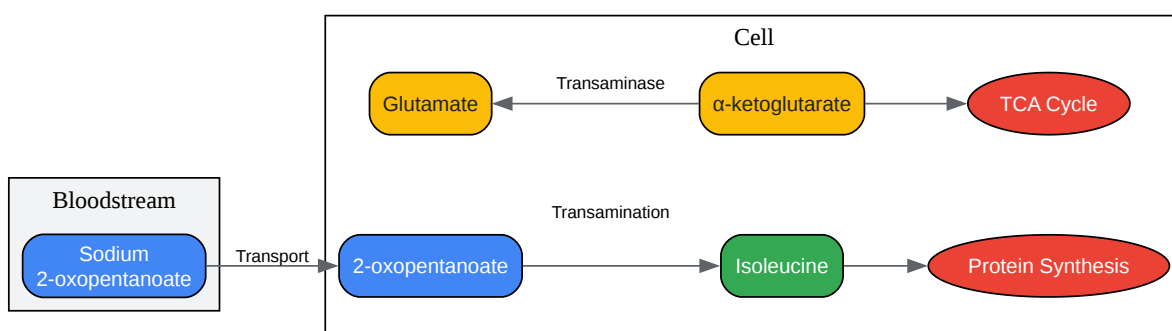 Cell
Transaminase
Glutamate
α-ketoglutarate
TCA Cycle
Bloodstream
Transamination
Sodium
2-oxopentanoate
Transport
2-oxopentanoate
Isoleucine
Protein Synthesis